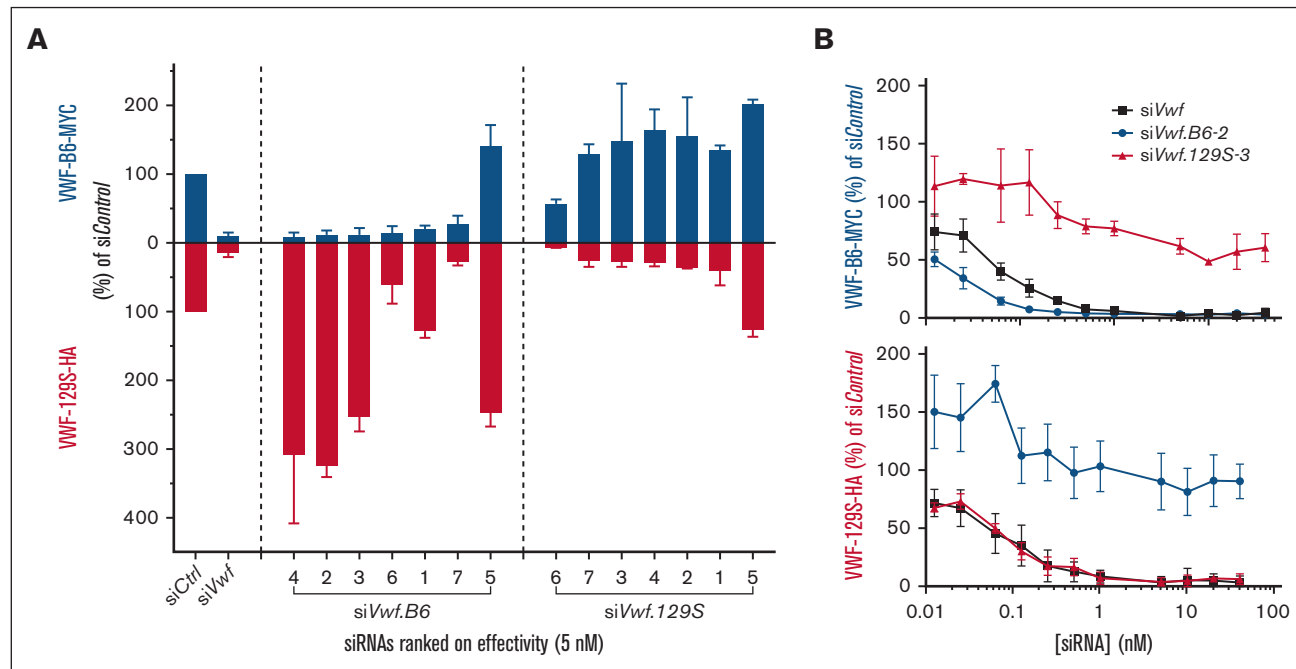 A
VWF-B6-MYC
VWF-129S-HA
(%) of siControl
200
100
0
100
200
300
400
siCtrl
siVwf
4 2 3 6 1 7 5
6 7 3 4 2 1 5
siVwf.B6
siVwf.129S
siRNAs ranked on effectivity (5 nM)
B
VWF-B6-MYC (%) of siControl
200
150
100
50
0
siVwf
siVwf.B6-2
siVwf.129S-3
VWF-129S-HA (%) of siControl
200
150
100
50
0
0.01 0.1 1 10 100
[siRNA] (nM)